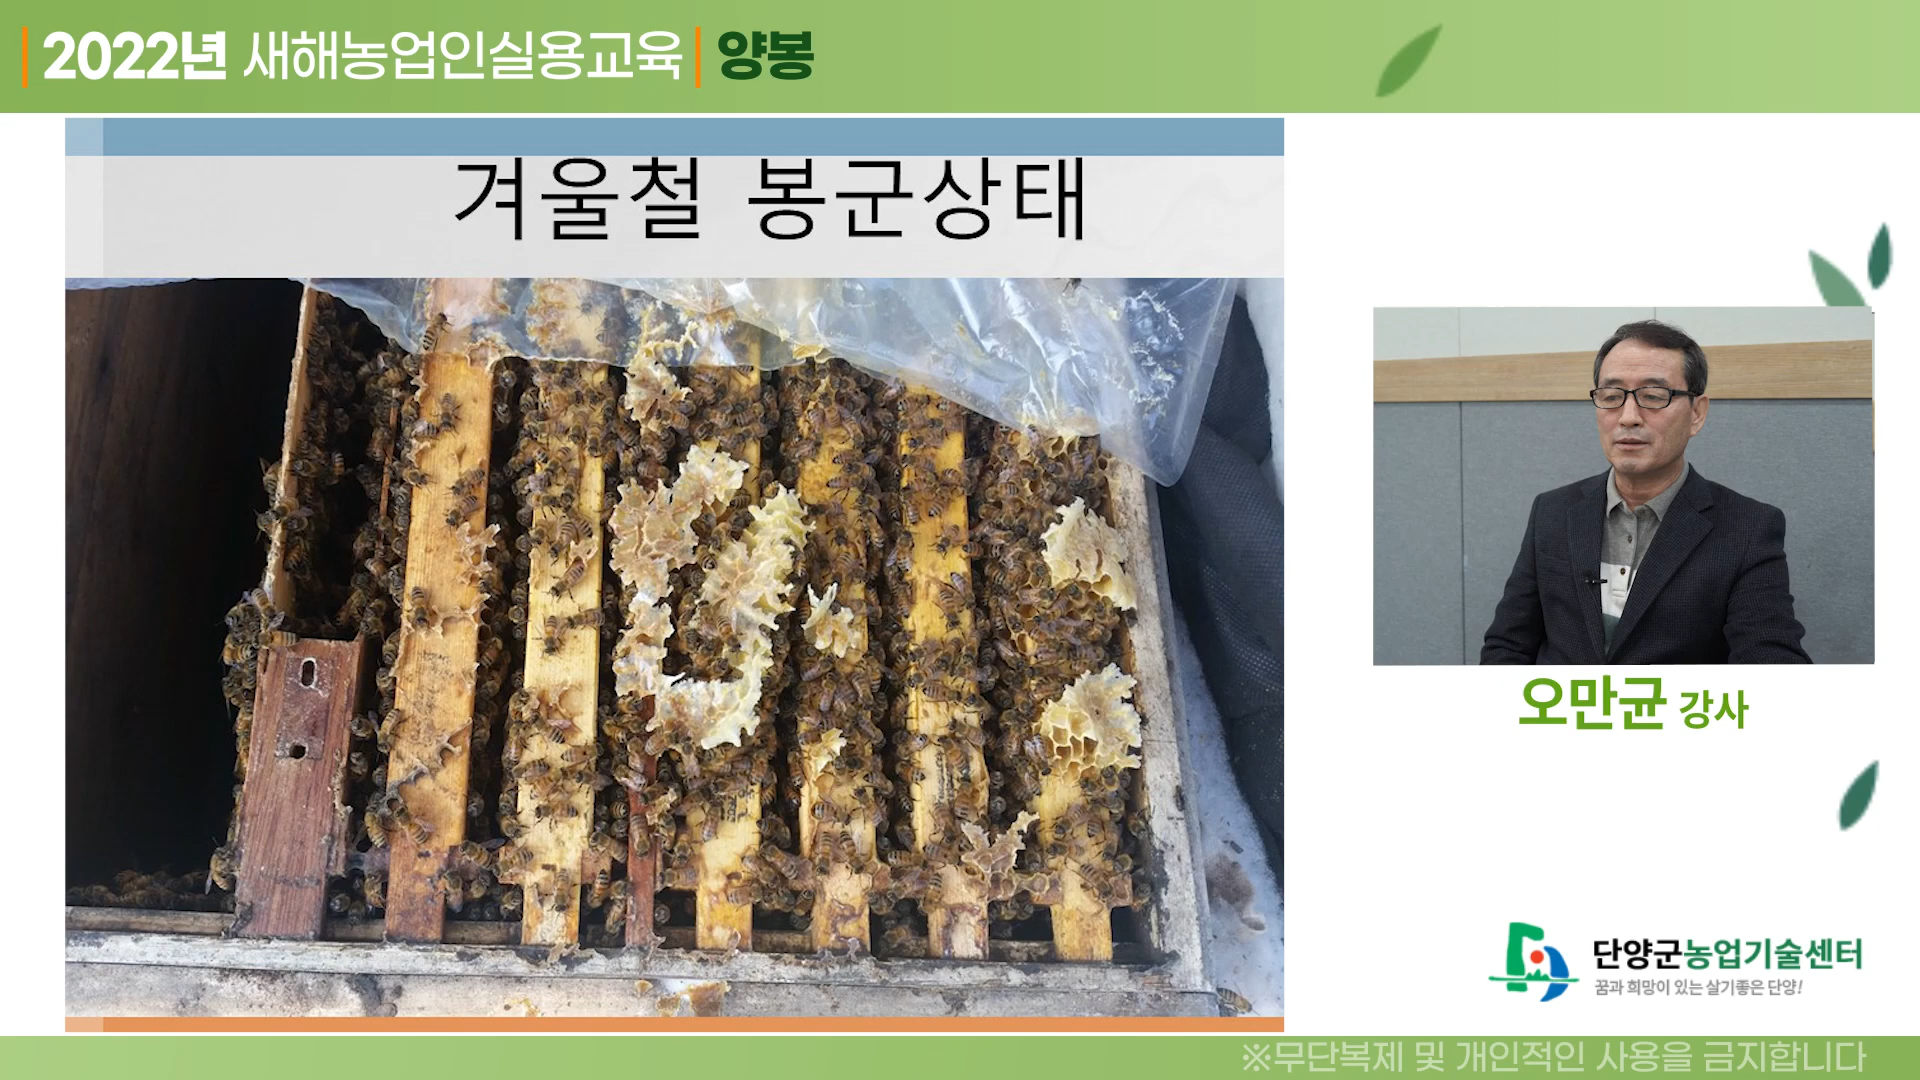 2022년 새해농업인실용교육 양봉
겨울철 봉군상태
오만균 강사
단양군농업기술센터
꿈과 희망이 있는 살기좋은 단양!
※무단복제 및 개인적인 사용을 금지합니다